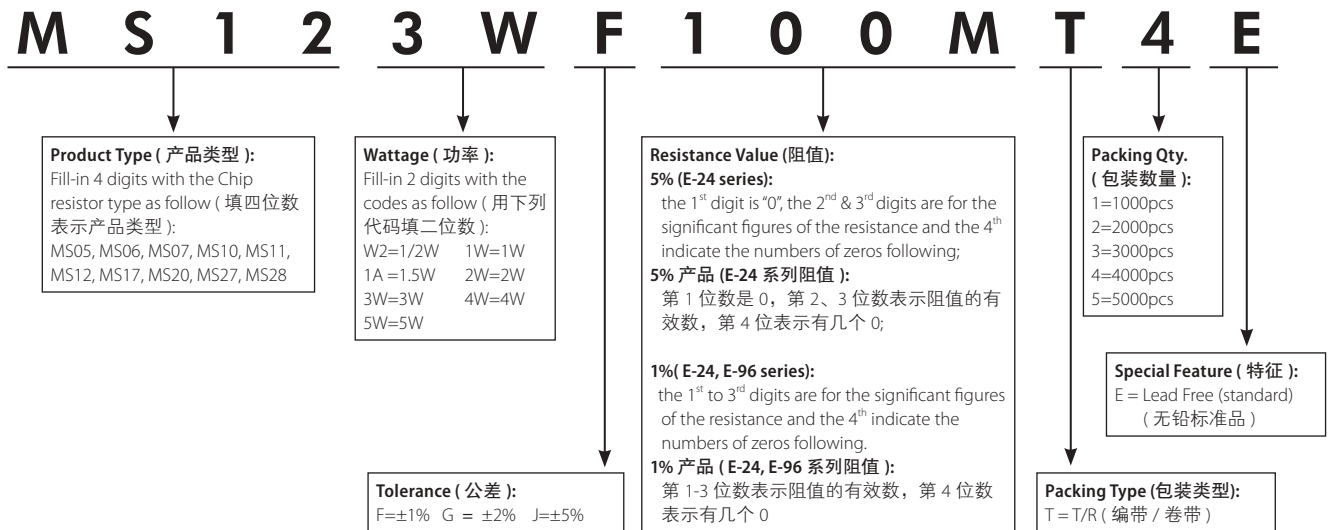 M S 1 2 3 W F 1 0 0 M T 4 E
Product Type ( 产品类型 ):
Fill-in 4 digits with the Chip
resistor type as follow ( 填四位数
表示产品类型 ):
MS05, MS06, MS07, MS10, MS11,
MS12, MS17, MS20, MS27, MS28
Wattage ( 功率 ):
Fill-in 2 digits with the
codes as follow ( 用下列
代码填二位数 ):
W2=1/2W 1W=1W
1A =1.5W 2W=2W
3W=3W 4W=4W
5W=5W
Tolerance ( 公差 ):
F=±1% G = ±2% J=±5%
Resistance Value (阻值):
5% (E-24 series):
the 1st digit is “0”, the 2nd & 3rd digits are for the
significant figures of the resistance and the 4th
indicate the numbers of zeros following;
5% 产品 (E-24 系列阻值 ):
第 1 位数是 0，第 2、3 位数表示阻值的有
效数，第 4 位表示有几个 0;
1%( E-24, E-96 series):
the 1st to 3rd digits are for the significant figures
of the resistance and the 4th indicate the
numbers of zeros following.
1% 产品 ( E-24, E-96 系列阻值 ):
第 1-3 位数表示阻值的有效数，第 4 位数
表示有几个 0
Packing Qty.
( 包装数量 ):
1=1000pcs
2=2000pcs
3=3000pcs
4=4000pcs
5=5000pcs
Special Feature ( 特征 ):
E = Lead Free (standard)
( 无铅标准品 )
Packing Type (包装类型):
T = T/R ( 编带 / 卷带 )